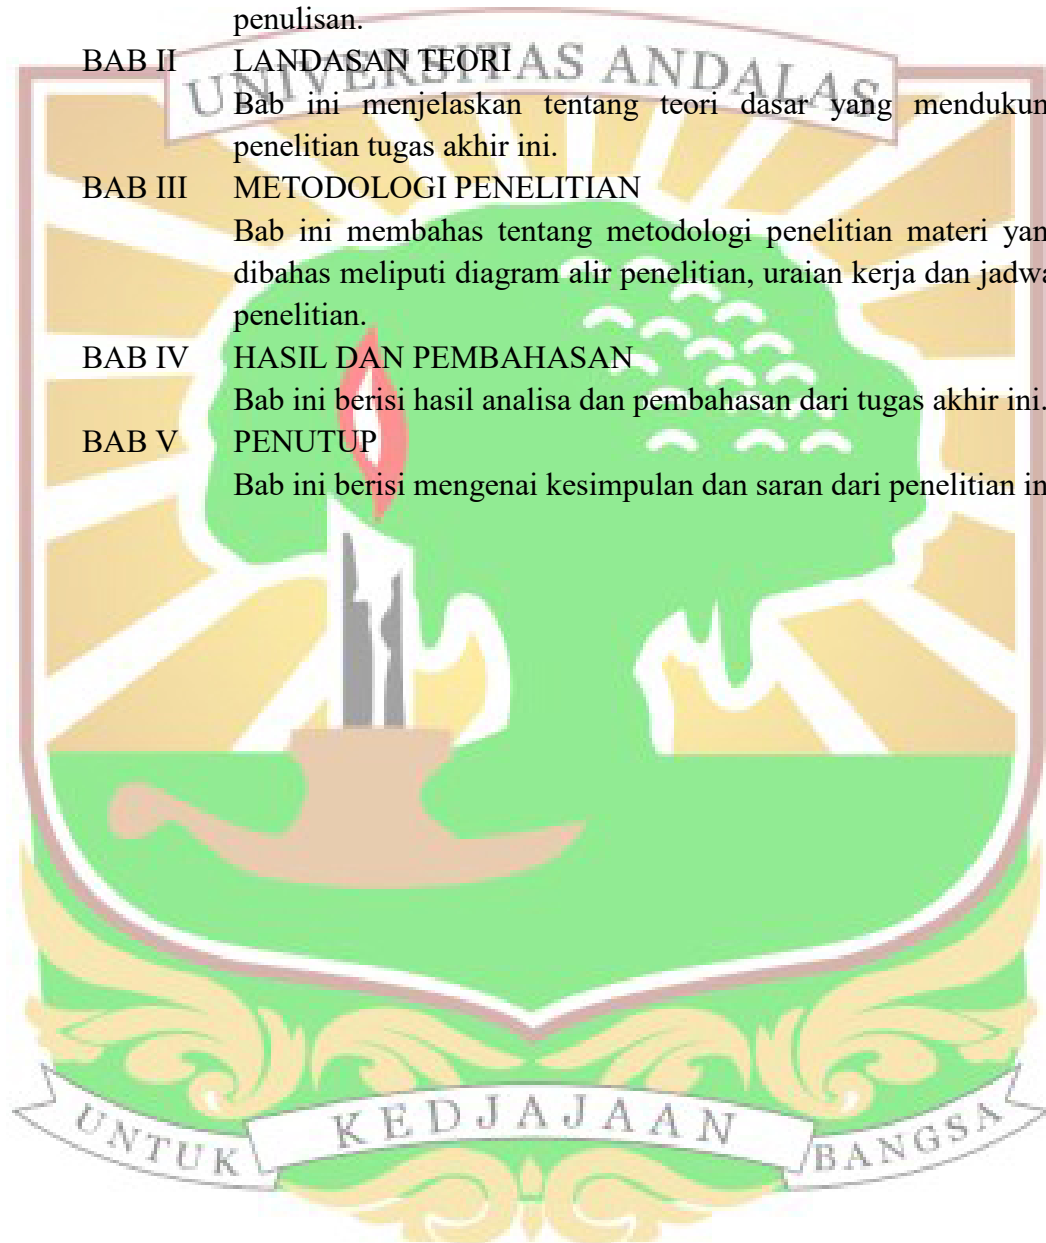 penulisan.
BAB II LANDASAN TEORI
UNIVERSITAS ANDALAS
Bab ini menjelaskan tentang teori dasar yang mendukun
penelitian tugas akhir ini.
BAB III METODOLOGI PENELITIAN
Bab ini membahas tentang metodologi penelitian materi yan
dibahas meliputi diagram alir penelitian, uraian kerja dan jadwa
penelitian.
BAB IV HASIL DAN PEMBAHASAN
Bab ini berisi hasil analisa dan pembahasan dari tugas akhir ini.
BAB V PENUTUP
Bab ini berisi mengenai kesimpulan dan saran dari penelitian in
UNTUK KEDJAJAAN BANGSA